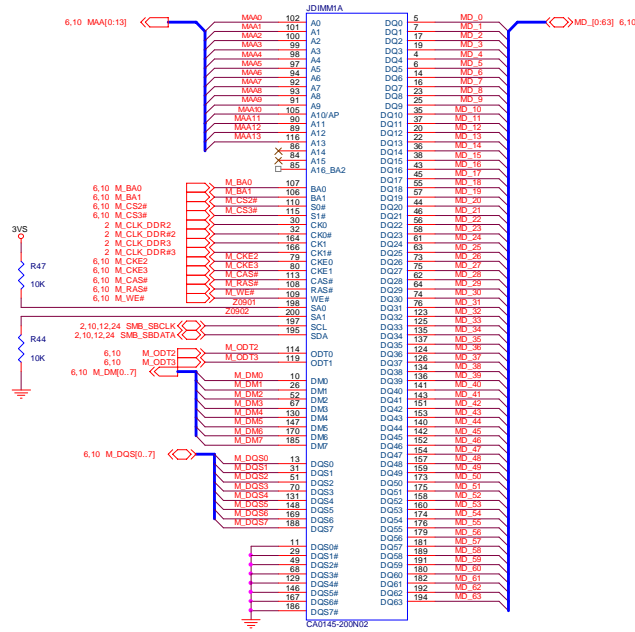 JDIMM1A
6,10 MAA[0:13]
MAA0 102 A0
MAA1 101 A1
MAA2 100 A2
MAA3 99 A3
MAA4 98 A4
MAA5 97 A5
MAA6 94 A6
MAA7 92 A7
MAA8 93 A8
MAA9 91 A9
MAA10 105 A10/AP
MAA11 90 A11
MAA12 89 A12
MAA13 116 A13
86 A14
84 A15
85 A16_BA2
6,10 M_BA0 M_BA0 107 BA0
6,10 M_BA1 M_BA1 106 BA1
6,10 M_CS2# M_CS2# 110 S0#
6,10 M_CS3# M_CS3# 115 S1#
2 M_CLK_DDR2 30 CK0
2 M_CLK_DDR#2 32 CK0#
2 M_CLK_DDR3 164 CK1
2 M_CLK_DDR#3 166 CK1#
6,10 M_CKE2 M_CKE2 79 CKE0
6,10 M_CKE3 M_CKE3 80 CKE1
6,10 M_CAS# M_CAS# 113 CAS#
6,10 M_RAS# M_RAS# 108 RAS#
6,10 M_WE# M_WE# 109 WE#
Z0901 198 SA0
Z0902 200 SA1
2,10,12,24 SMB_SBCLK 197 SCL
2,10,12,24 SMB_SBDATA 195 SDA
3VS
R47
10K
R44
10K
6,10 M_ODT2 M_ODT2 114 ODT0
6,10 M_ODT3 M_ODT3 119 ODT1
6,10 M_DM[0..7]
M_DM0 10 DM0
M_DM1 26 DM1
M_DM2 52 DM2
M_DM3 67 DM3
M_DM4 130 DM4
M_DM5 147 DM5
M_DM6 170 DM6
M_DM7 185 DM7
6,10 M_DQS[0..7]
M_DQS0 13 DQS0
M_DQS1 31 DQS1
M_DQS2 51 DQS2
M_DQS3 70 DQS3
M_DQS4 131 DQS4
M_DQS5 148 DQS5
M_DQS6 169 DQS6
M_DQS7 188 DQS7
11 DQS0#
29 DQS1#
49 DQS2#
68 DQS3#
129 DQS4#
146 DQS5#
167 DQS6#
186 DQS7#
DQ0 5 MD_0
DQ1 7 MD_1
DQ2 17 MD_2
DQ3 19 MD_3
DQ4 4 MD_4
DQ5 6 MD_5
DQ6 14 MD_6
DQ7 16 MD_7
DQ8 23 MD_8
DQ9 25 MD_9
DQ10 35 MD_10
DQ11 37 MD_11
DQ12 20 MD_12
DQ13 22 MD_13
DQ14 36 MD_14
DQ15 38 MD_15
DQ16 43 MD_16
DQ17 45 MD_17
DQ18 55 MD_18
DQ19 57 MD_19
DQ20 44 MD_20
DQ21 46 MD_21
DQ22 56 MD_22
DQ23 58 MD_23
DQ24 61 MD_24
DQ25 63 MD_25
DQ26 73 MD_26
DQ27 75 MD_27
DQ28 62 MD_28
DQ29 64 MD_29
DQ30 74 MD_30
DQ31 76 MD_31
DQ32 123 MD_32
DQ33 125 MD_33
DQ34 135 MD_34
DQ35 137 MD_35
DQ36 124 MD_36
DQ37 126 MD_37
DQ38 134 MD_38
DQ39 136 MD_39
DQ40 141 MD_40
DQ41 143 MD_41
DQ42 151 MD_42
DQ43 153 MD_43
DQ44 140 MD_44
DQ45 142 MD_45
DQ46 152 MD_46
DQ47 154 MD_47
DQ48 157 MD_48
DQ49 159 MD_49
DQ50 173 MD_50
DQ51 175 MD_51
DQ52 158 MD_52
DQ53 160 MD_53
DQ54 174 MD_54
DQ55 176 MD_55
DQ56 179 MD_56
DQ57 181 MD_57
DQ58 189 MD_58
DQ59 191 MD_59
DQ60 180 MD_60
DQ61 182 MD_61
DQ62 192 MD_62
DQ63 194 MD_63
MD_[0:63] 6,10
CA0145-200N02